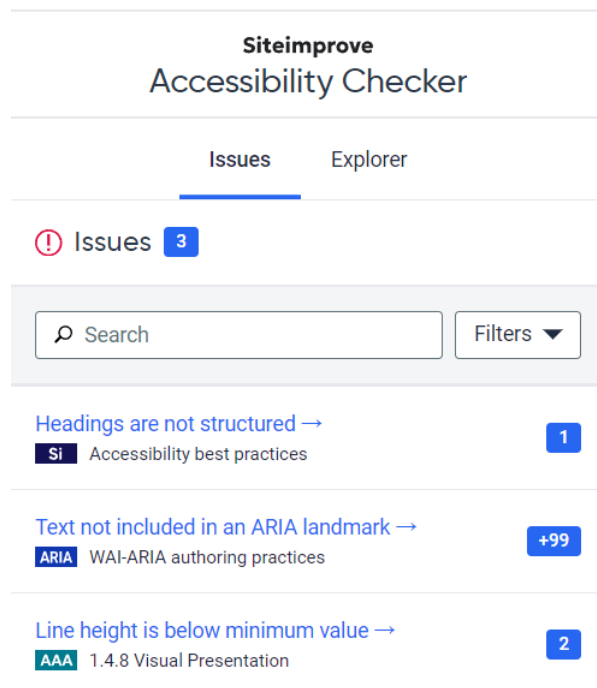 Siteimprove
Accessibility Checker
Issues Explorer
Issues 3
Search Filters
Headings are not structured →
1
Si Accessibility best practices
Text not included in an ARIA landmark →
+99
ARIA WAI-ARIA authoring practices
Line height is below minimum value →
2
AAA 1.4.8 Visual Presentation